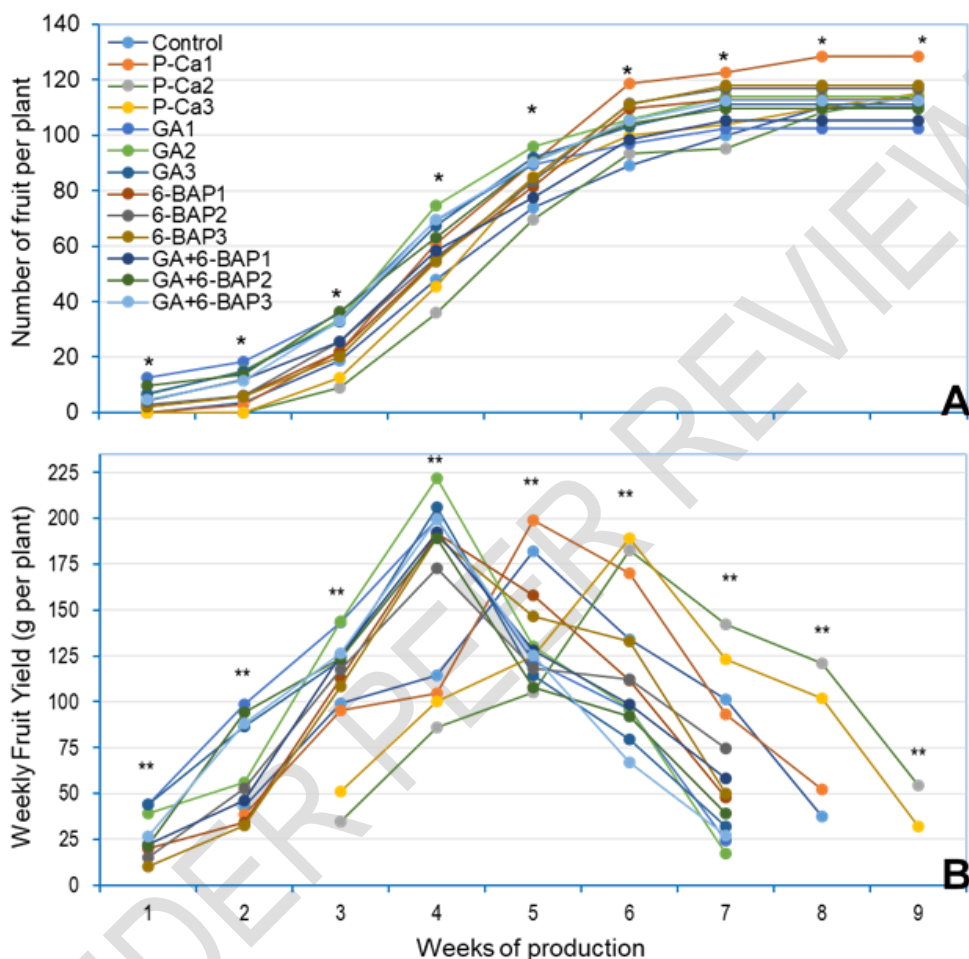 140
120
100
80
60
40
20
0
Number of fruit per plant
Control
P-Ca1
P-Ca2
P-Ca3
GA1
GA2
GA3
6-BAP1
6-BAP2
6-BAP3
GA+6-BAP1
GA+6-BAP2
GA+6-BAP3
* * * * * * * * *
A
225
200
175
150
125
100
75
50
25
0
Weekly Fruit Yield (g per plant)
** ** ** ** ** ** ** ** **
B
1 2 3 4 5 6 7 8 9
Weeks of production
UNDER PEER REVIEW